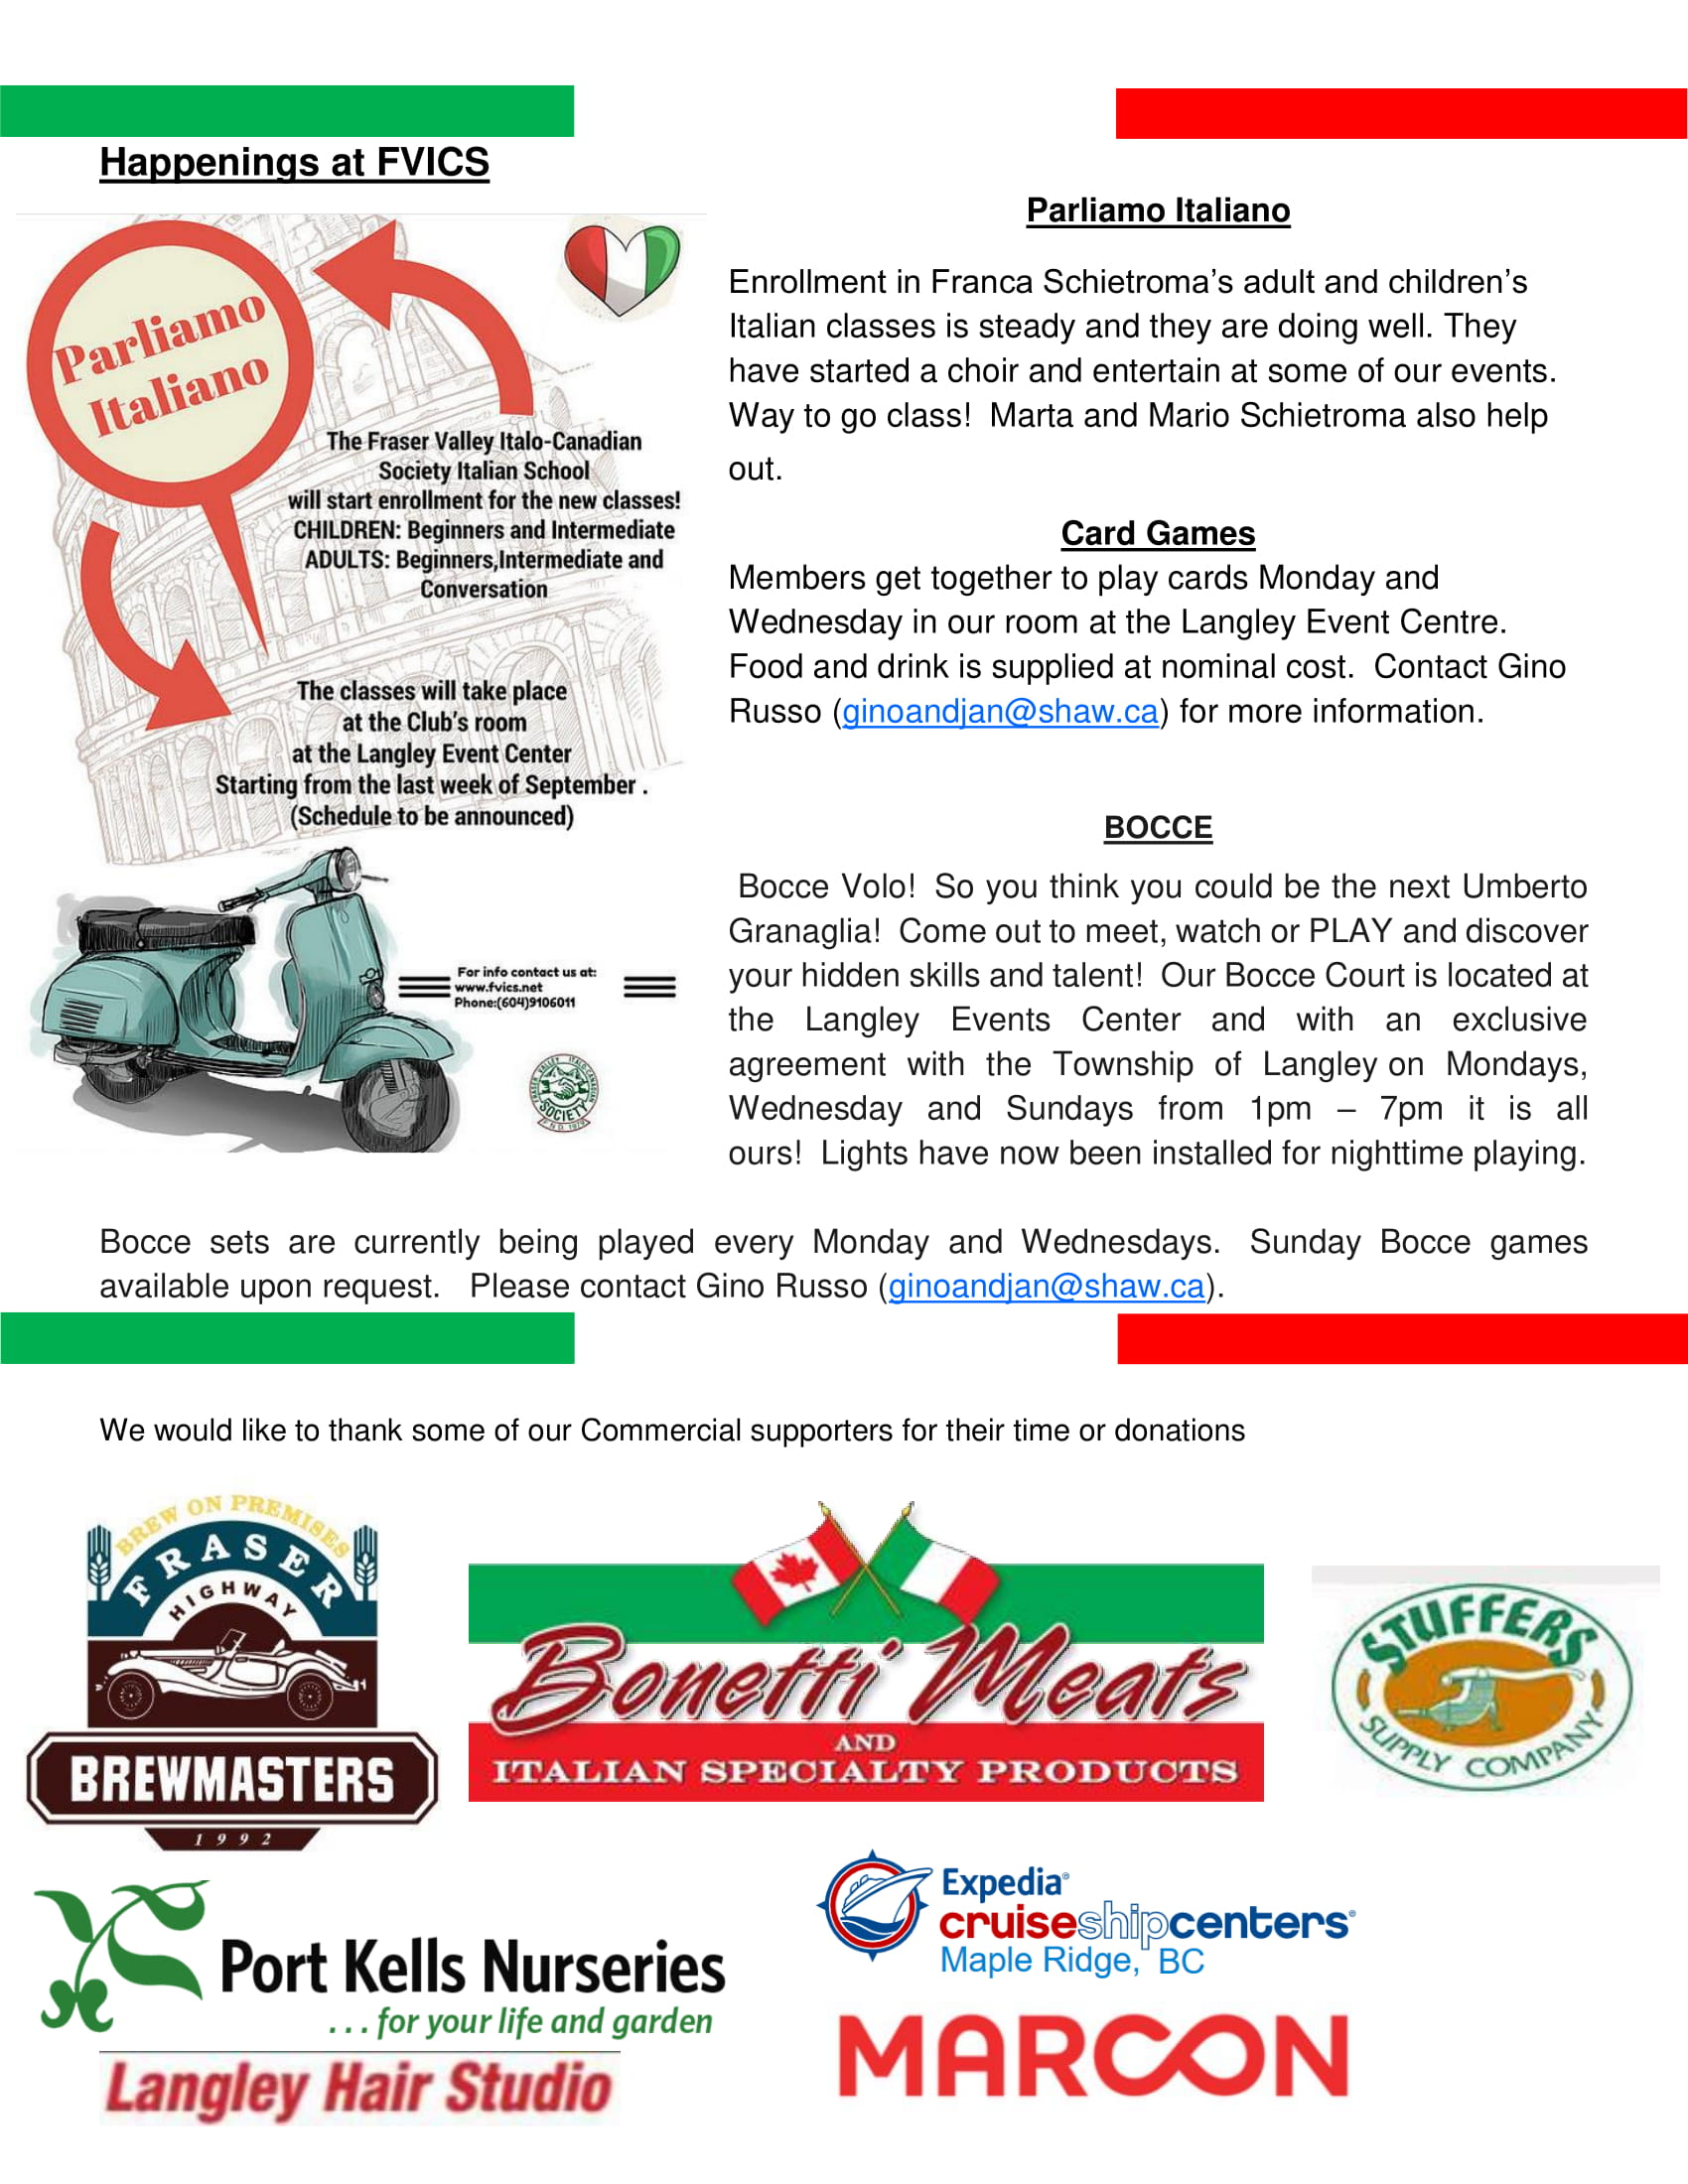 Happenings at FVICS
Parliamo
Italiano
The Fraser Valley Italo-Canadian
Society Italian School
will start enrollment for the new classes!
CHILDREN: Beginners and Intermediate
ADULTS: Beginners,Intermediate and
Conversation
The classes will take place
at the Club's room
at the Langley Event Center
Starting from the last week of September .
(Schedule to be announced)
For info contact us at:
www.fvics.net
Phone:(604)9106011
FRASER VALLEY ITALO-CANADIAN
SOCIETY
Parliamo Italiano
Enrollment in Franca Schietroma’s adult and children’s
Italian classes is steady and they are doing well. They
have started a choir and entertain at some of our events.
Way to go class!  Marta and Mario Schietroma also help
out.
Card Games
Members get together to play cards Monday and
Wednesday in our room at the Langley Event Centre.
Food and drink is supplied at nominal cost.  Contact Gino
Russo (ginoandjan@shaw.ca) for more information.
BOCCE
Bocce Volo!  So you think you could be the next Umberto
Granaglia!  Come out to meet, watch or PLAY and discover
your hidden skills and talent!  Our Bocce Court is located at
the Langley Events Center and with an exclusive
agreement with the Township of Langley on Mondays,
Wednesday and Sundays from 1pm – 7pm it is all
ours!  Lights have now been installed for nighttime playing.
Bocce sets are currently being played every Monday and Wednesdays.  Sunday Bocce games
available upon request.   Please contact Gino Russo (ginoandjan@shaw.ca).
We would like to thank some of our Commercial supporters for their time or donations
BREW ON PREMISES
FRASER
HIGHWAY
BREWMASTERS
1992
Bonetti Meats
AND
ITALIAN SPECIALTY PRODUCTS
STUFFERS
SUPPLY COMPANY
Port Kells Nurseries
. . . for your life and garden
Expedia®
cruiseshipcenters®
Maple Ridge, BC
Langley Hair Studio
MARCON